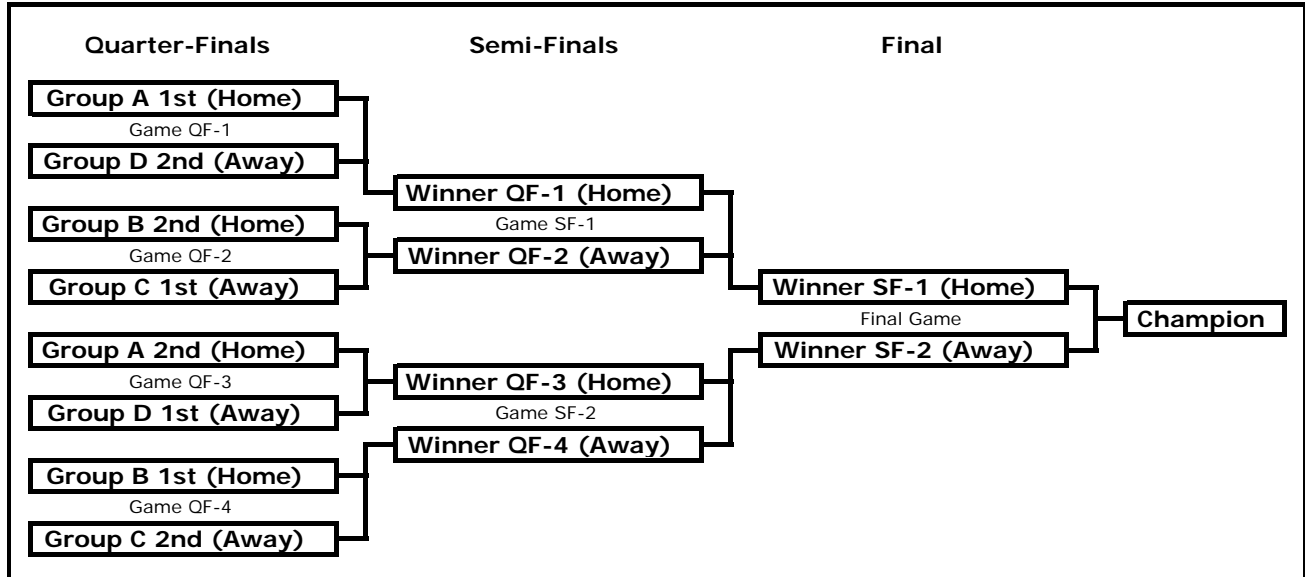 Quarter-Finals Semi-Finals Final
Group A 1st (Home)
Game QF-1
Group D 2nd (Away)
Winner QF-1 (Home)
Group B 2nd (Home)
Game SF-1
Game QF-2
Winner QF-2 (Away)
Group C 1st (Away)
Winner SF-1 (Home)
Final Game
Champion
Group A 2nd (Home)
Winner SF-2 (Away)
Game QF-3
Winner QF-3 (Home)
Group D 1st (Away)
Game SF-2
Winner QF-4 (Away)
Group B 1st (Home)
Game QF-4
Group C 2nd (Away)